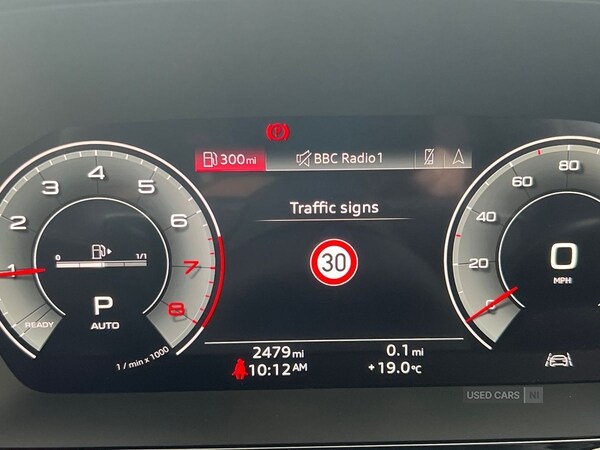 P
300mi BBC Radio1
Traffic signs
30
1 2 3 4 5 6 7 8
0 1/1
P
AUTO
READY
1 / min x 1000
0 20 40 60 80
0
MPH
2479mi 0.1mi
10:12AM +19.0°C
USED CARS NI